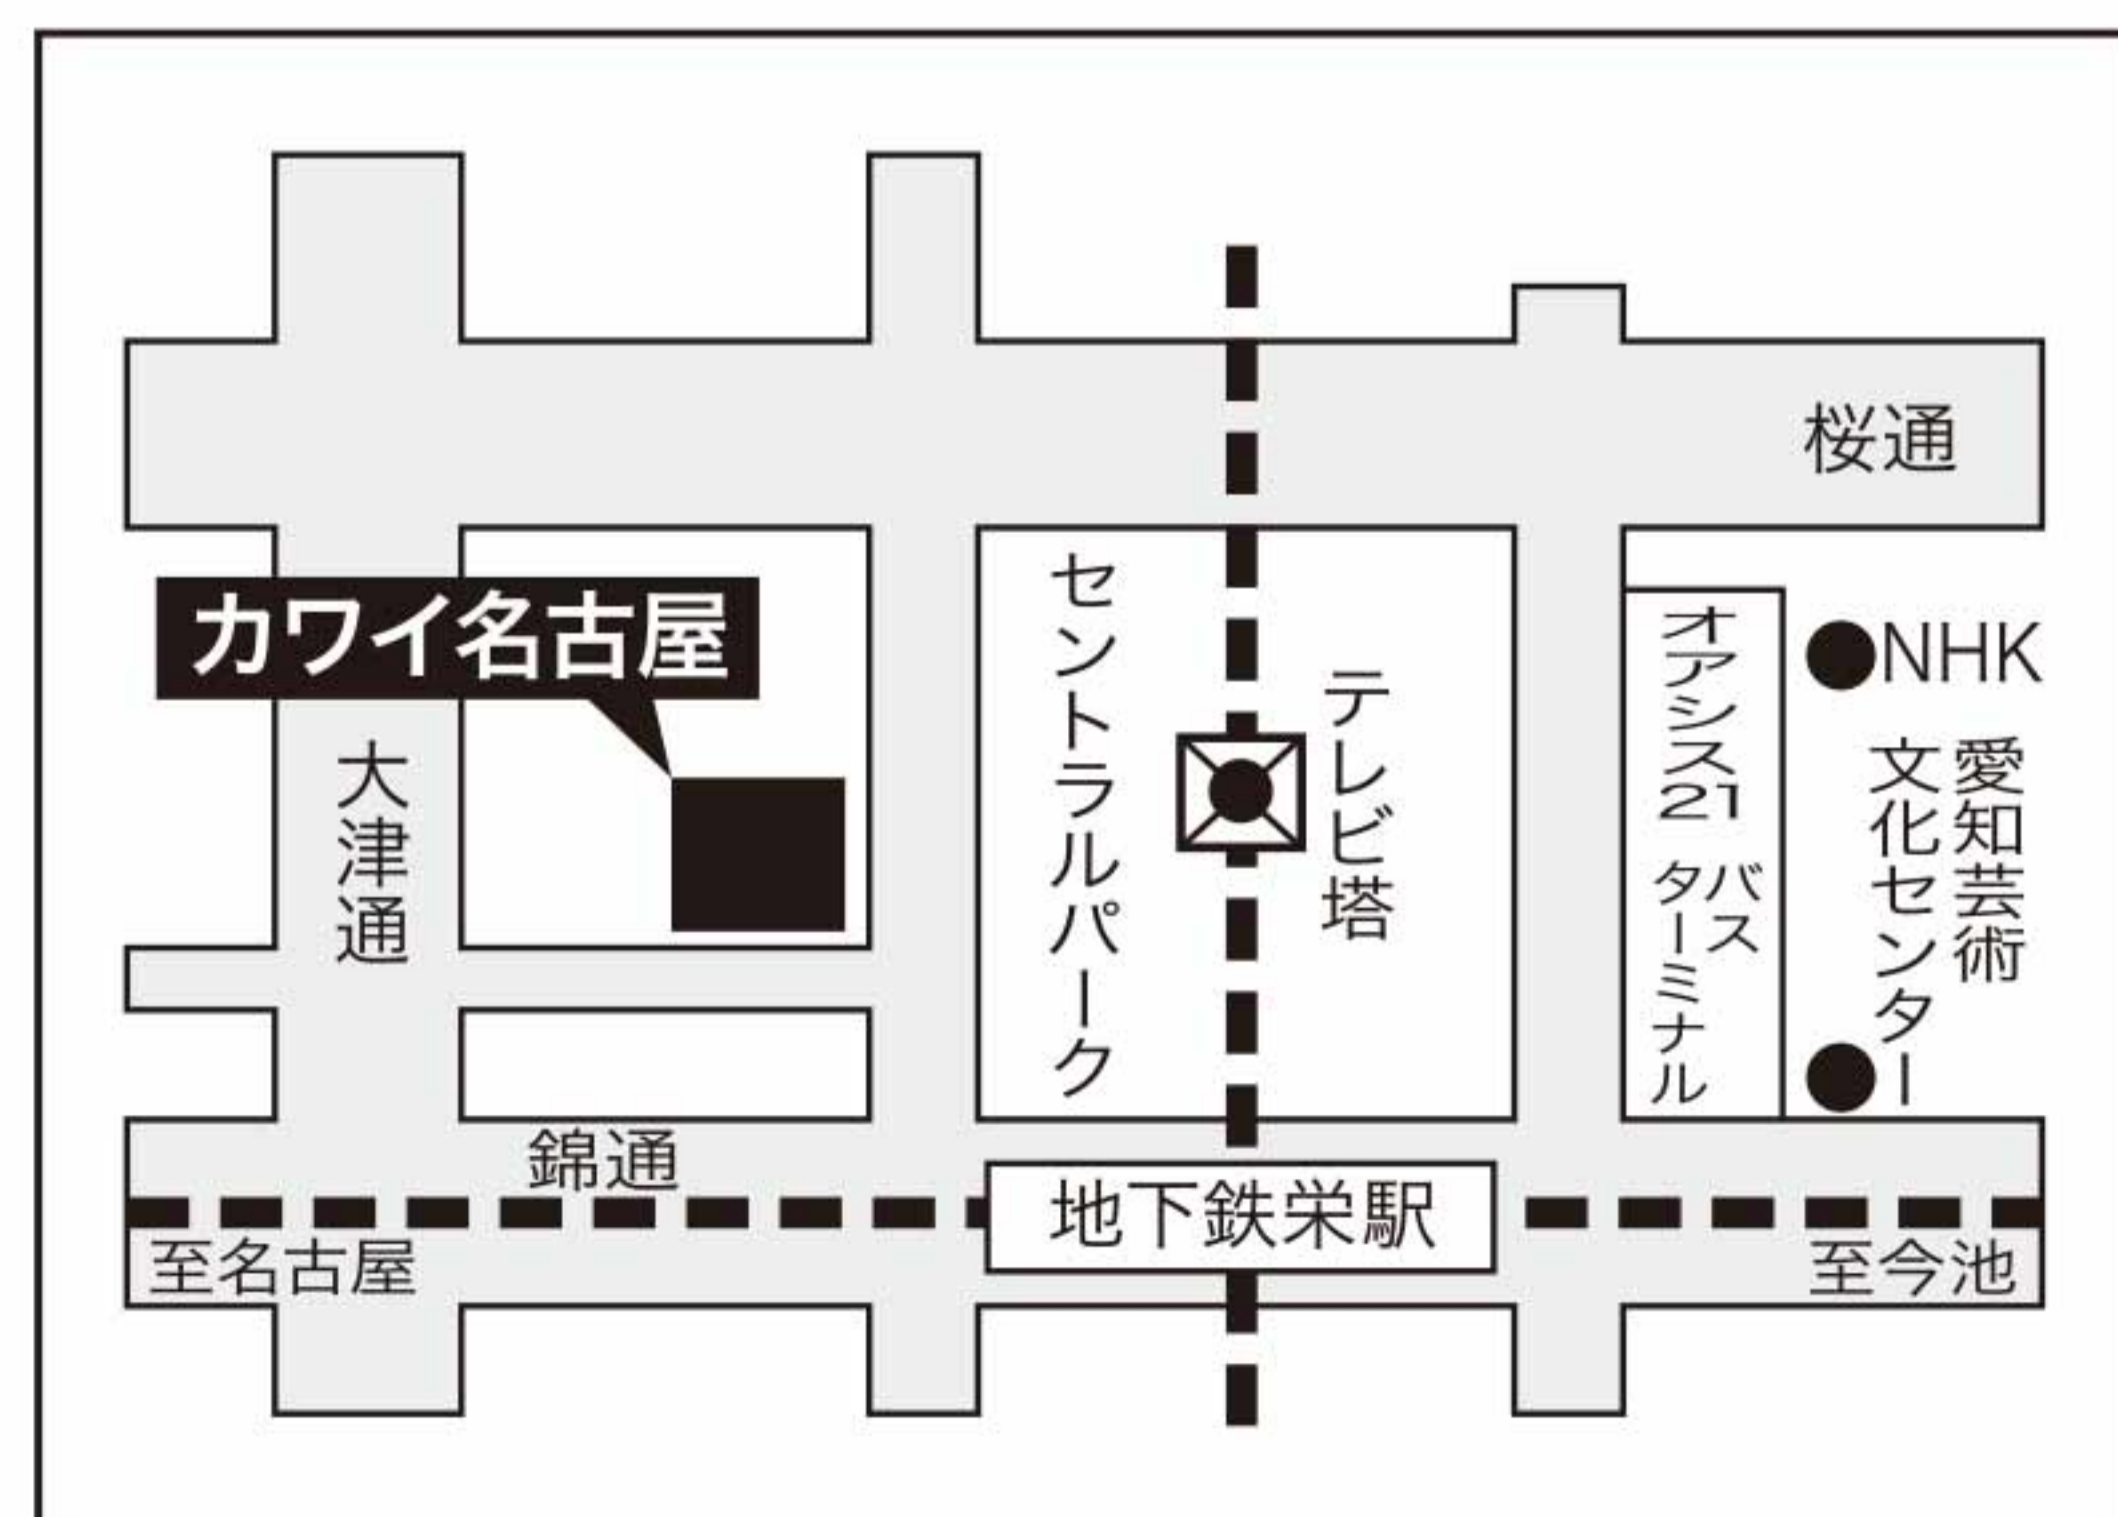 桜通
カワイ名古屋
大津通
セントラルパーク
テレビ塔
オアシス21
バス
ターミナル
NHK
愛知芸術
文化センター
錦通
地下鉄栄駅
至名古屋
至今池